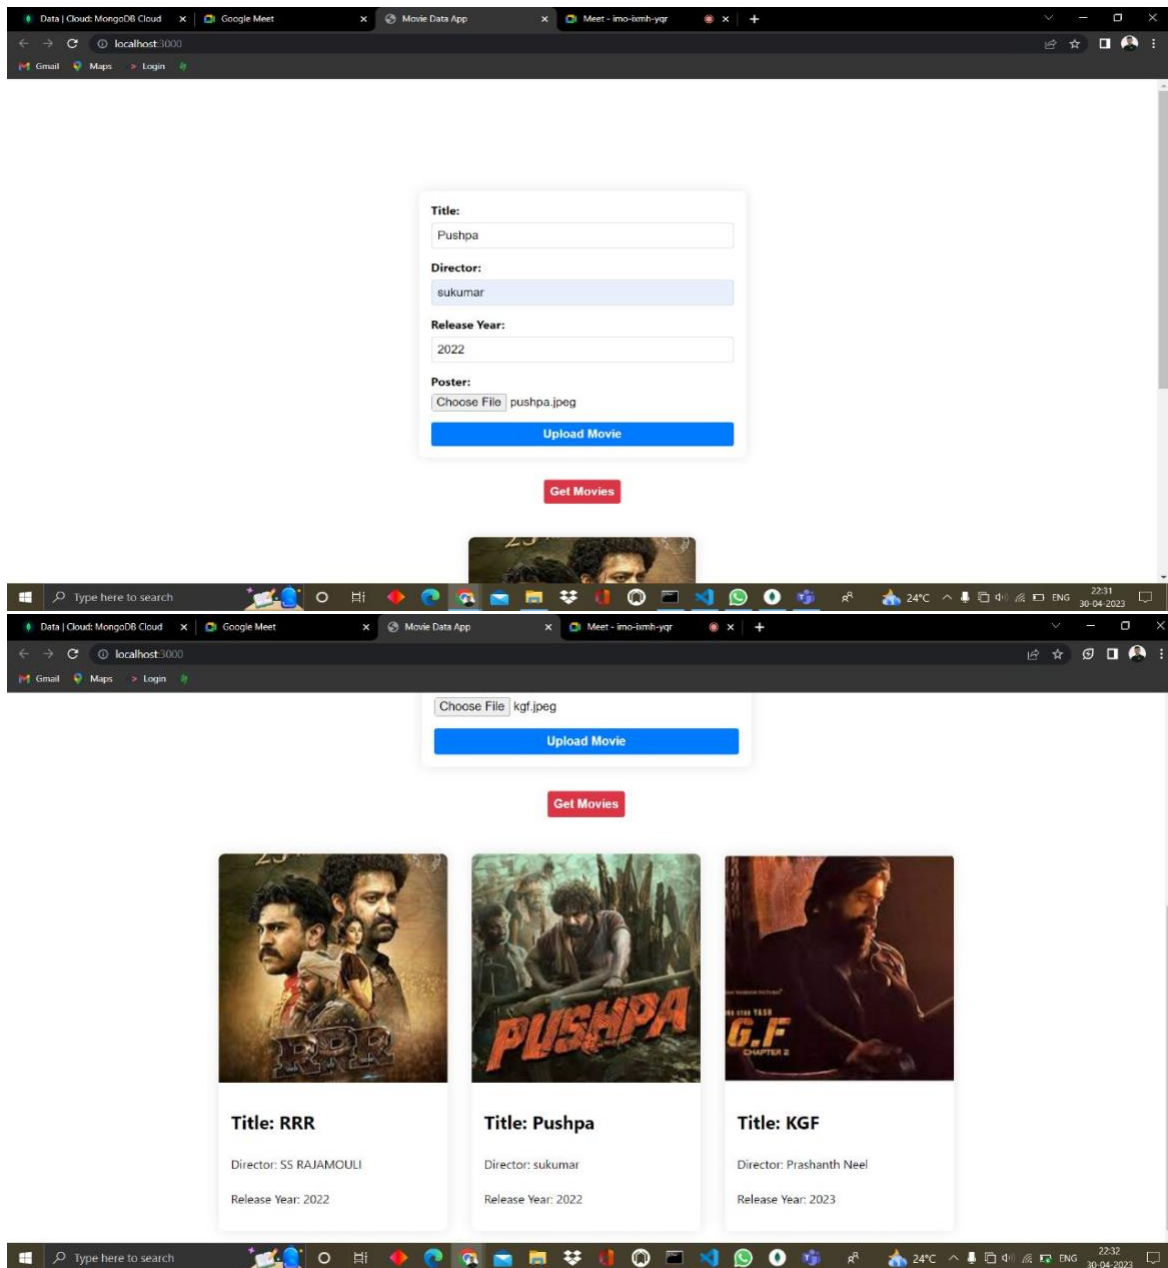 Data | Cloud: MongoDB Cloud Google Meet Movie Data App Meet - imo-ixmh-yqr
localhost:3000
Gmail Maps Login
Title:
Pushpa
Director:
sukumar
Release Year:
2022
Poster:
Choose File pushpa.jpeg
Upload Movie
Get Movies
Type here to search 24°C ENG 22:31
30-04-2023
Data | Cloud: MongoDB Cloud Google Meet Movie Data App Meet - imo-ixmh-yqr
localhost:3000
Gmail Maps Login
Choose File kgf.jpeg
Upload Movie
Get Movies
RRR
PUSHPA
YASH
G.F
CHAPTER 2
Title: RRR
Title: Pushpa
Title: KGF
Director: SS RAJAMOULI
Director: sukumar
Director: Prashanth Neel
Release Year: 2022
Release Year: 2022
Release Year: 2023
Type here to search 24°C ENG 22:32
30-04-2023